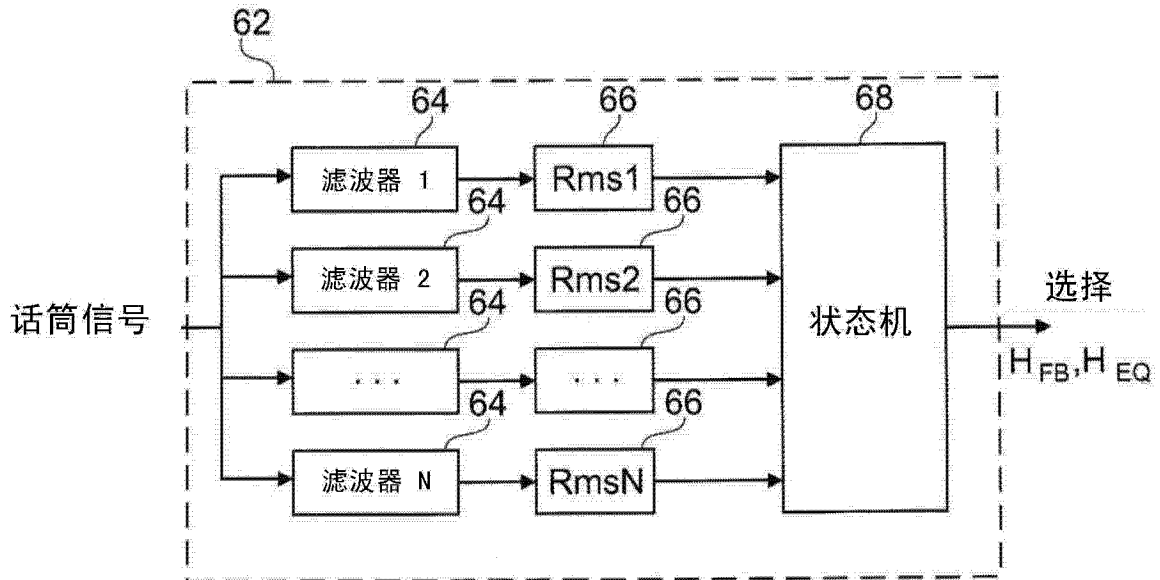 62
64 66 68
滤波器 1 Rms1
64 66
滤波器 2 Rms2
64 66
话筒信号
状态机
选择
H FB, H EQ
... ...
64 66
滤波器 N RmsN